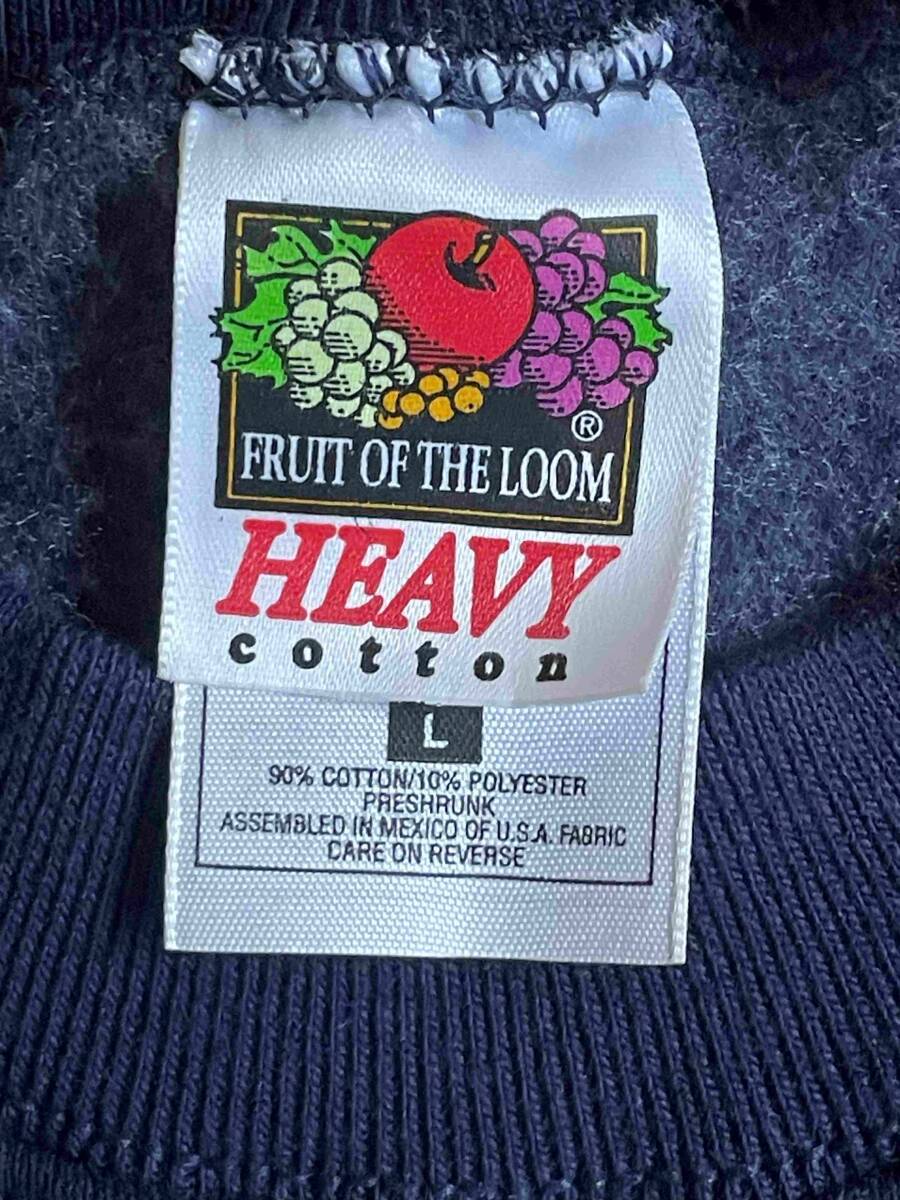 ®
FRUIT OF THE LOOM
HEAVY
cotton
L
90% COTTON/10% POLYESTER
PRESHRUNK
ASSEMBLED IN MEXICO OF U.S.A. FABRIC
CARE ON REVERSE